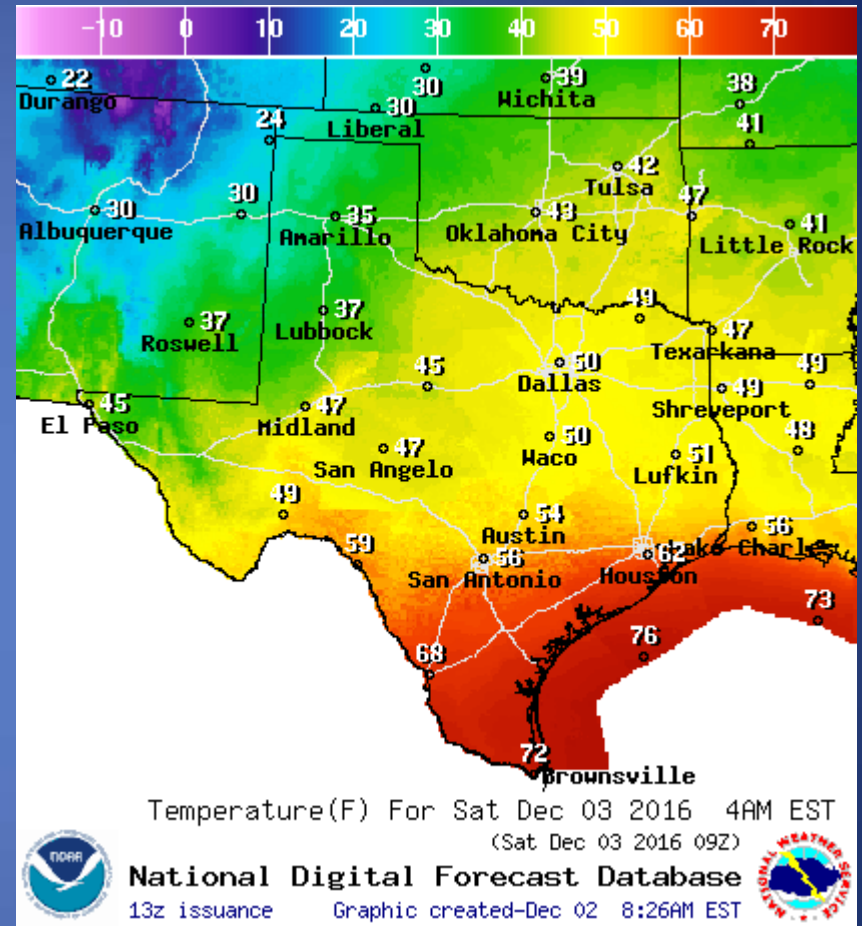 -10 0 10 20 30 40 50 60 70
22
Durango
30
39
Wichita
38
30
Liberal
24
41
42
Tulsa
30
Albuquerque
30
35
Amarillo
43
Oklahoma City
47
41
Little Rock
37
Roswell
37
Lubbock
49
47
Texarkana
45
50
Dallas
49
Shreveport
49
45
El Paso
47
Midland
47
San Angelo
50
Waco
51
Lufkin
48
49
54
Austin
56
Lake Charles
59
56
San Antonio
62
Houston
68
76
73
72
Brownsville
Temperature(F) For Sat Dec 03 2016 4AM EST
(Sat Dec 03 2016 09Z)
National Digital Forecast Database
13z issuance Graphic created-Dec 02 8:26AM EST
NOAA
NATIONAL WEATHER SERVICE